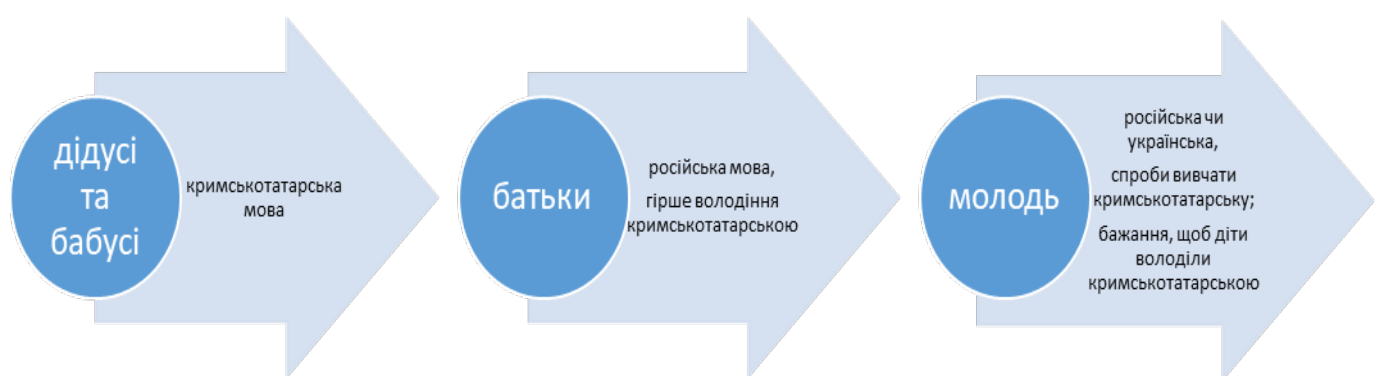 дідусі
та
бабусі
кримськотатарська
мова
батьки
російська мова,
гірше володіння
кримськотатарською
молодь
російська чи
українська,
спроби вивчати
кримськотатарську;
бажання, щоб діти
володіли
кримськотатарською